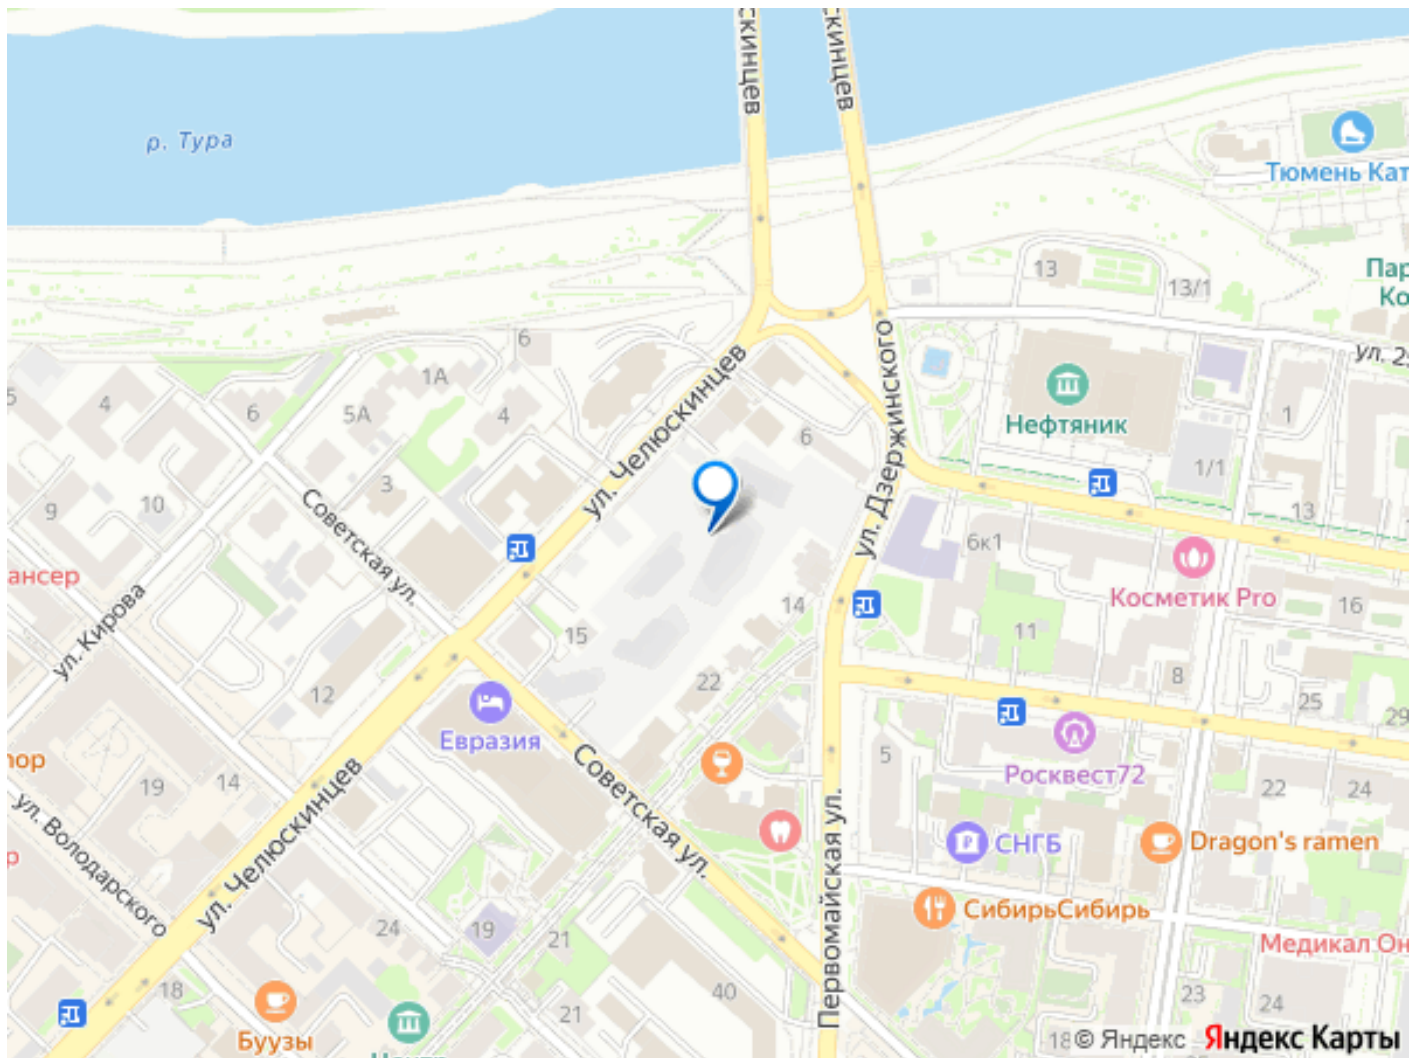 скинцев
скинцев
р. Тура
Тюмень Кат
13
13/1
Пар
Ко
6
ул. 2
1А
5
4
6
5А
4
ул. Челюскинцев
ул. Дзержинского
Нефтяник
1
6
1/1
3
9
10
Советская ул.
13
6к1
ансер
Косметик Pro
ул. Кирова
14
16
15
11
12
22
8
25
29
Евразия
пор
19
14
5
Росквест72
Советская ул.
22
24
ул. Володарского
ул. Челюскинцев
Первомайская ул.
р
СНГБ
Dragon's ramen
СибирьСибирь
24
19
21
Медикал Он
18
40
23
24
21
Буузы
18
© Яндекс Яндекс Карты